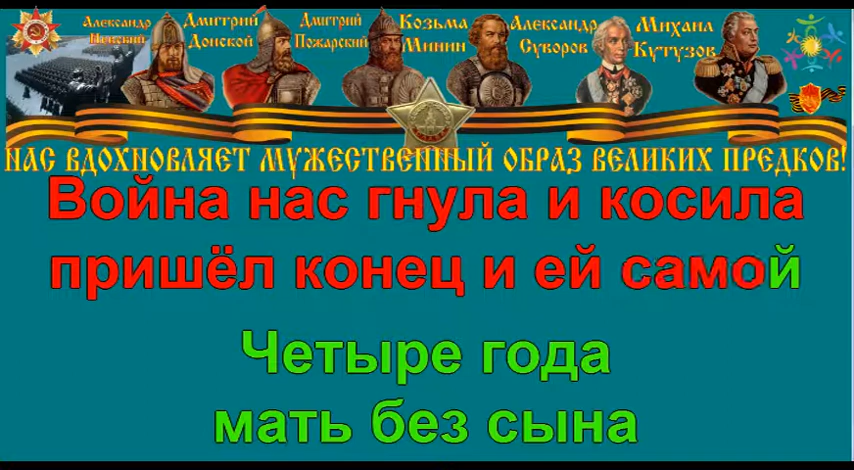 Александр Невский
Дмитрий Донской
Дмитрий Пожарский
Козьма Минин
Александр Суворов
Михаил Кутузов
НАС ВДОХНОВЛЯЕТ МУЖЕСТВЕННЫЙ ОБРАЗ ВЕЛИКИХ ПРЕДКОВ!
Война нас гнула и косила
пришёл конец и ей самой
Четыре года
мать без сына